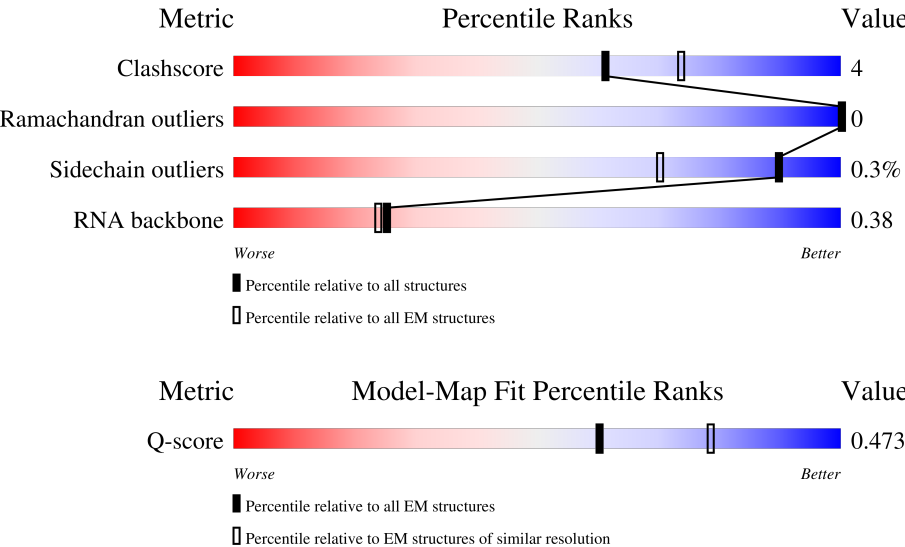 Metric Percentile Ranks Value
Clashscore 4
Ramachandran outliers 0
Sidechain outliers 0.3%
RNA backbone 0.38
Worse Better
Percentile relative to all structures
Percentile relative to all EM structures
Metric Model-Map Fit Percentile Ranks Value
Q-score 0.473
Worse Better
Percentile relative to all EM structures
Percentile relative to EM structures of similar resolution